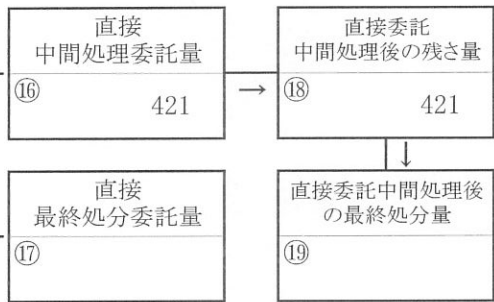 直接
中間処理委託量
⑯
421
→
直接委託
中間処理後の残さ量
⑱
421
↓
直接
最終処分委託量
⑰
直接委託中間処理後
の最終処分量
⑲